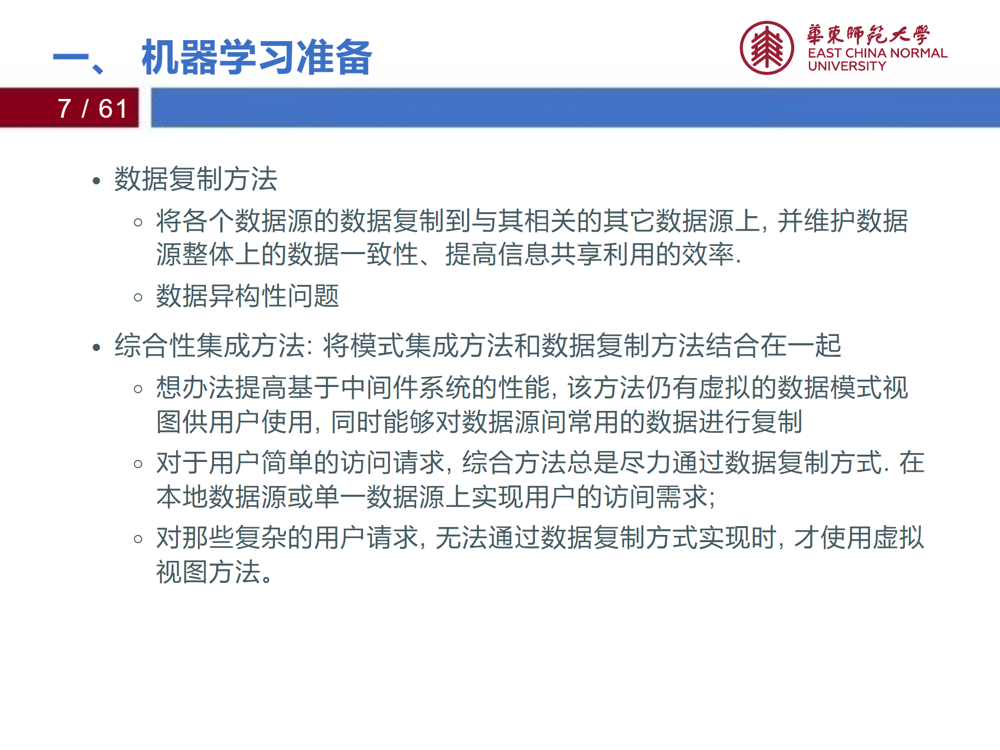 一、 机器学习准备
華東師範大學
EAST CHINA NORMAL
UNIVERSITY
7 / 61
• 数据复制方法
○ 将各个数据源的数据复制到与其相关的其它数据源上, 并维护数据
源整体上的数据一致性、提高信息共享利用的效率.
○ 数据异构性问题
• 综合性集成方法: 将模式集成方法和数据复制方法结合在一起
○ 想办法提高基于中间件系统的性能, 该方法仍有虚拟的数据模式视
图供用户使用, 同时能够对数据源间常用的数据进行复制
○ 对于用户简单的访问请求, 综合方法总是尽力通过数据复制方式. 在
本地数据源或单一数据源上实现用户的访间需求;
○ 对那些复杂的用户请求, 无法通过数据复制方式实现时, 才使用虚拟
视图方法。